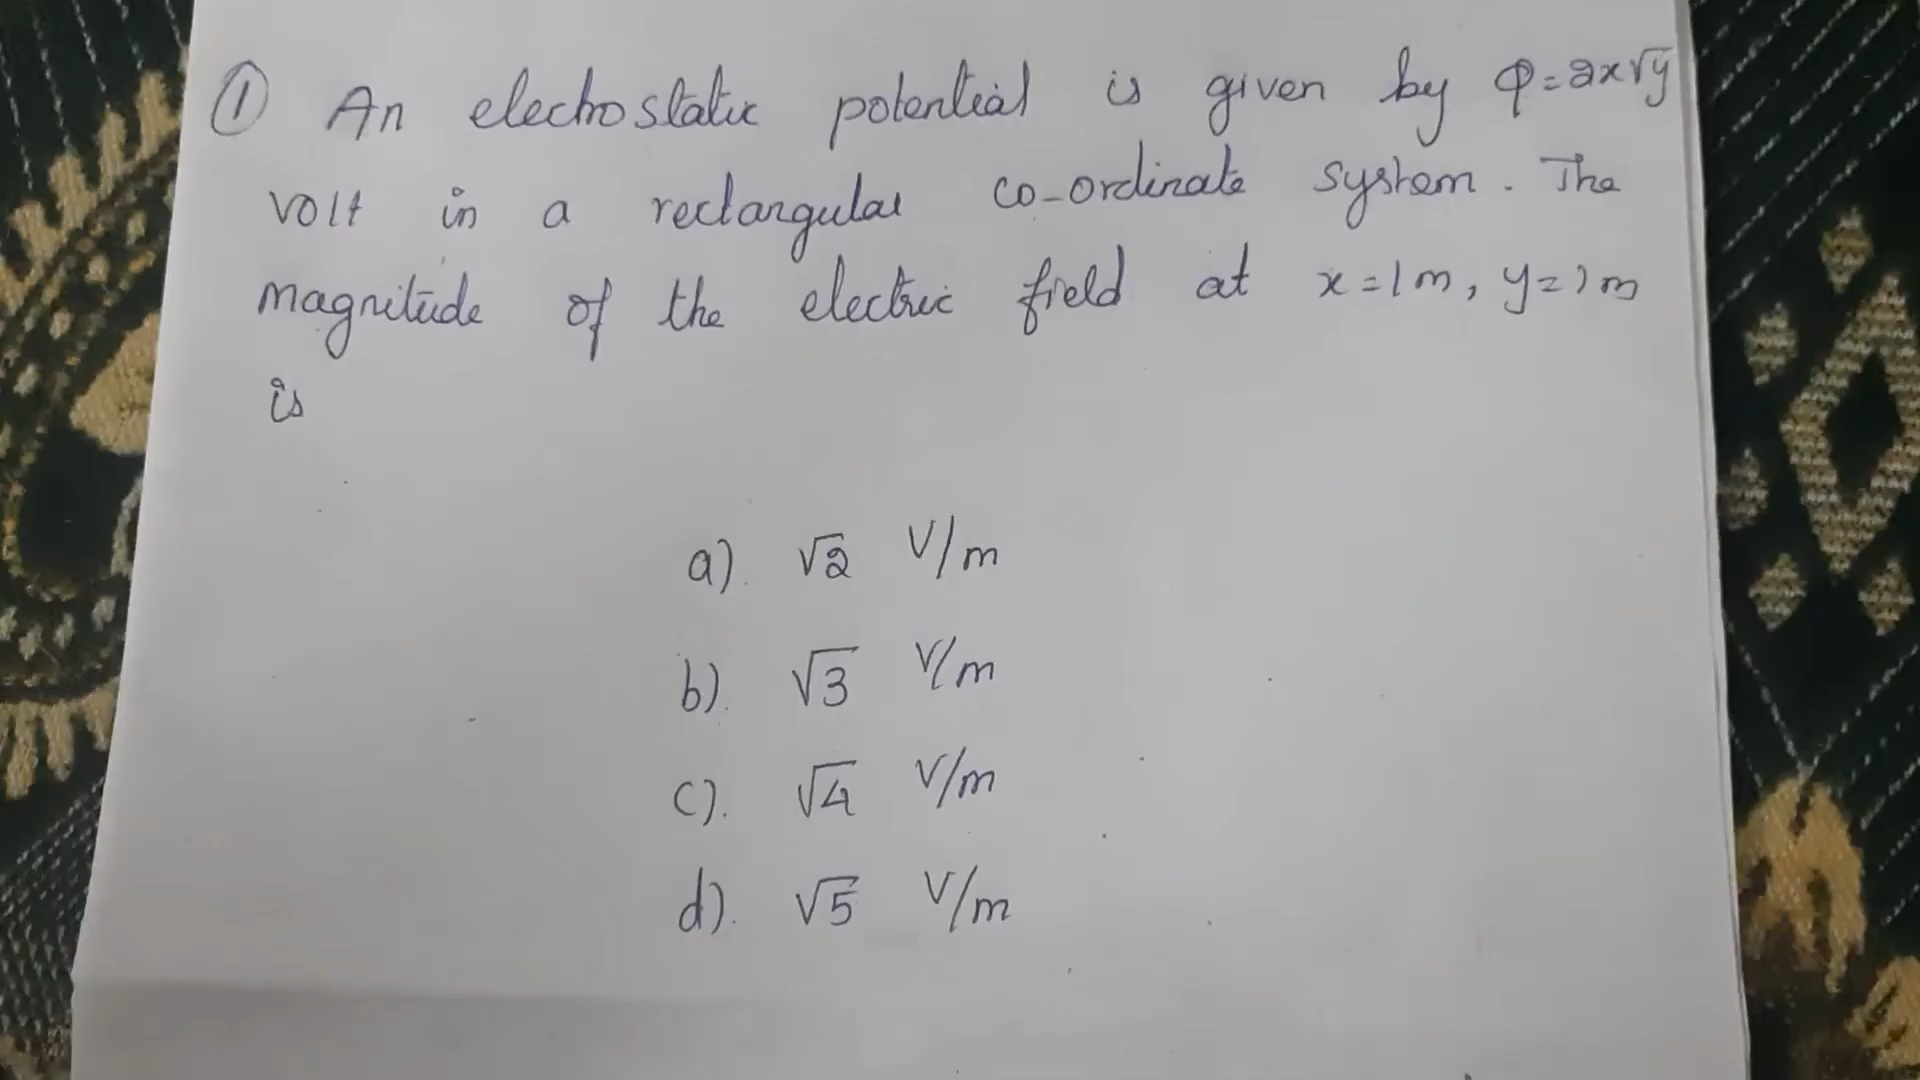 ① An electrostatic potential is given by φ=2x√y
volt in a rectangular co-ordinate system. The
magnitude of the electric field at x=1m, y=1m
is
a). √2 V/m
b). √3 V/m
c). √4 V/m
d). √5 V/m